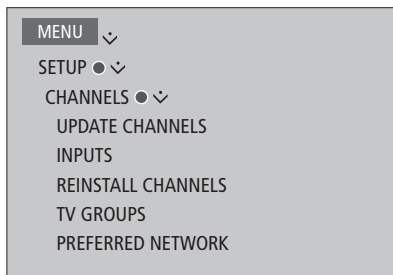 MENU
SETUP
CHANNELS
UPDATE CHANNELS
INPUTS
REINSTALL CHANNELS
TV GROUPS
PREFERRED NETWORK